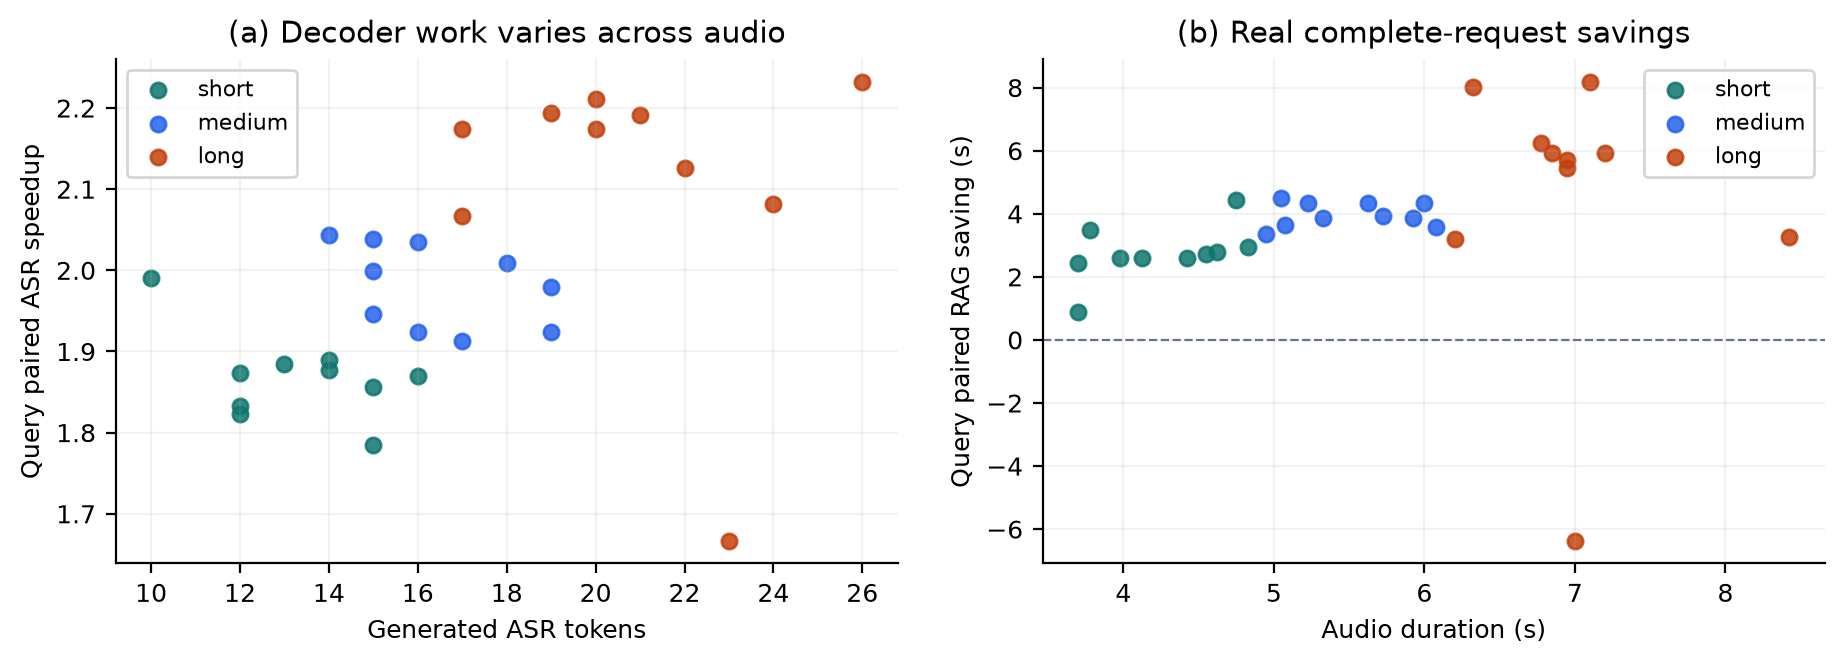 (a) Decoder work varies across audio
Query paired ASR speedup
2.2
2.1
2.0
1.9
1.8
1.7
short
medium
long
10 12 14 16 18 20 22 24 26
Generated ASR tokens
(b) Real complete-request savings
Query paired RAG saving (s)
8
6
4
2
0
−2
−4
−6
short
medium
long
4 5 6 7 8
Audio duration (s)